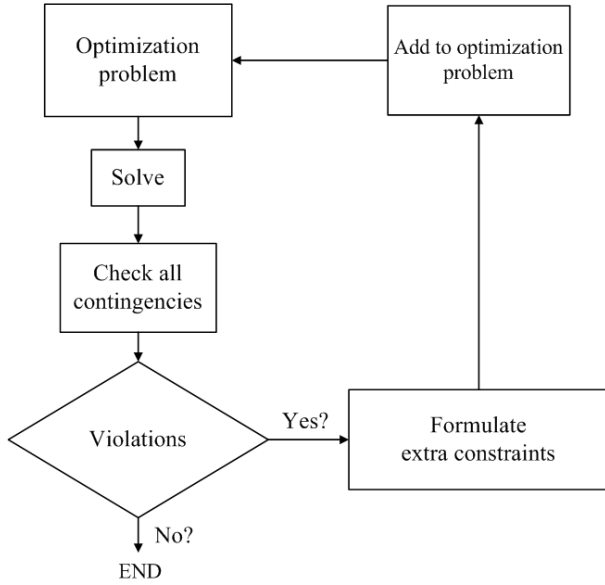 Optimization
problem
Add to optimization
problem
Solve
Check all
contingencies
Violations
Yes?
Formulate
extra constraints
No?
END